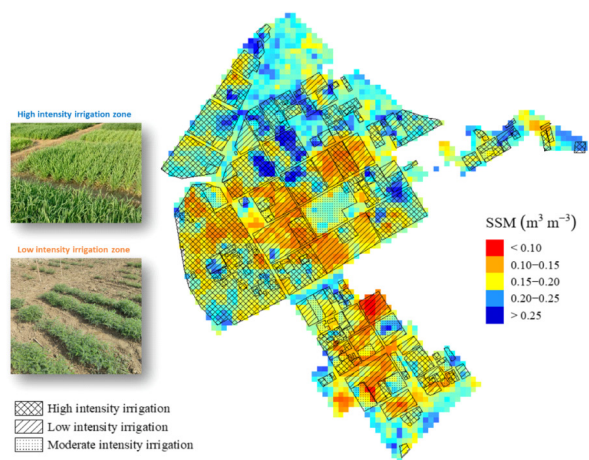 High intensity irrigation zone
Low intensity irrigation zone
SSM (m³ m⁻³)
< 0.10
0.10–0.15
0.15–0.20
0.20–0.25
> 0.25
High intensity irrigation
Low intensity irrigation
Moderate intensity irrigation